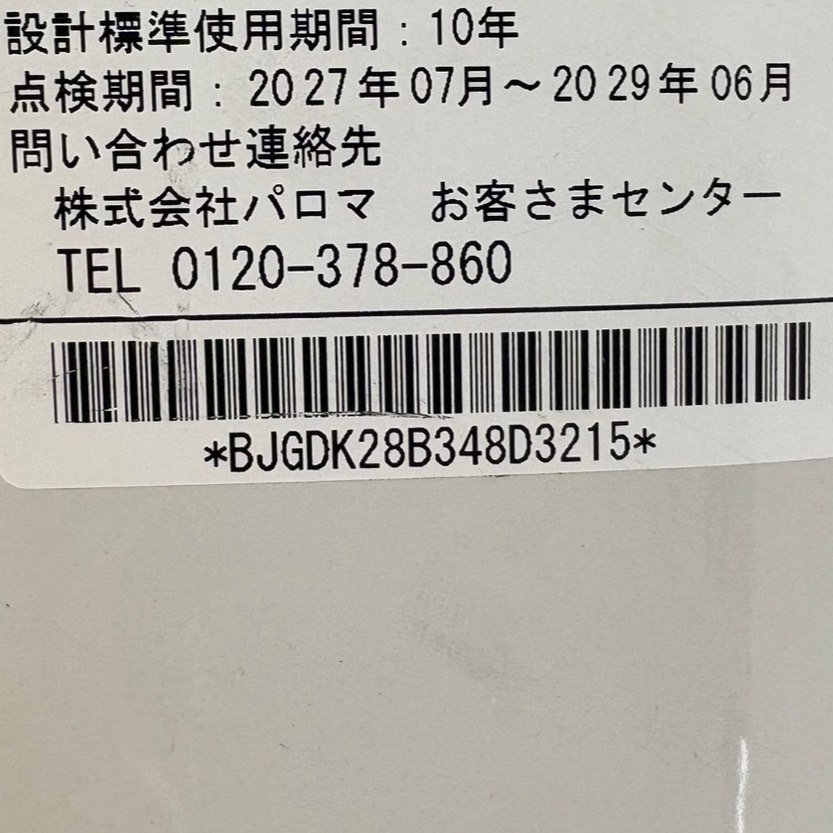 設計標準使用期間：10年
点検期間：2027年07月～2029年06月
問い合わせ連絡先
株式会社パロマ　お客さまセンター
TEL 0120-378-860
*BJGDK28B348D3215*